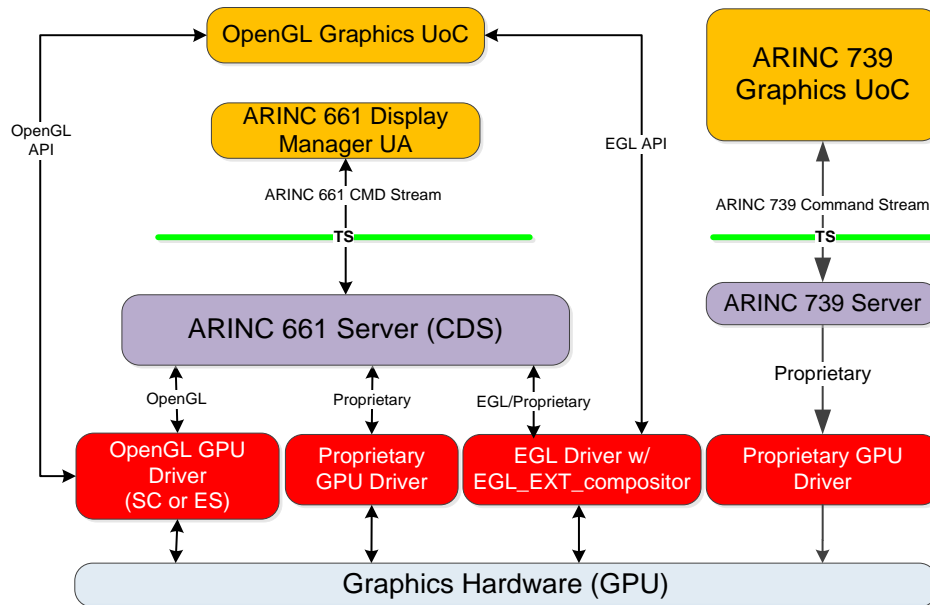 OpenGL Graphics UoC
ARINC 739
Graphics UoC
ARINC 661 Display
Manager UA
OpenGL
API
EGL API
ARINC 661 CMD Stream
ARINC 739 Command Stream
TS
TS
ARINC 661 Server (CDS)
ARINC 739 Server
OpenGL
Proprietary
EGL/Proprietary
Proprietary
OpenGL GPU
Driver
(SC or ES)
Proprietary
GPU Driver
EGL Driver w/
EGL_EXT_compositor
Proprietary GPU
Driver
Graphics Hardware (GPU)